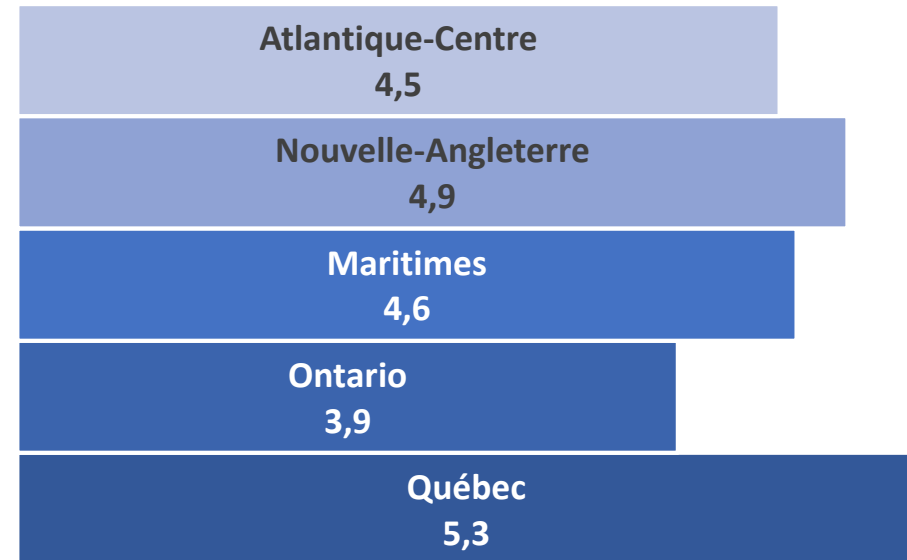 Atlantique-Centre
4,5
Nouvelle-Angleterre
4,9
Maritimes
4,6
Ontario
3,9
Québec
5,3